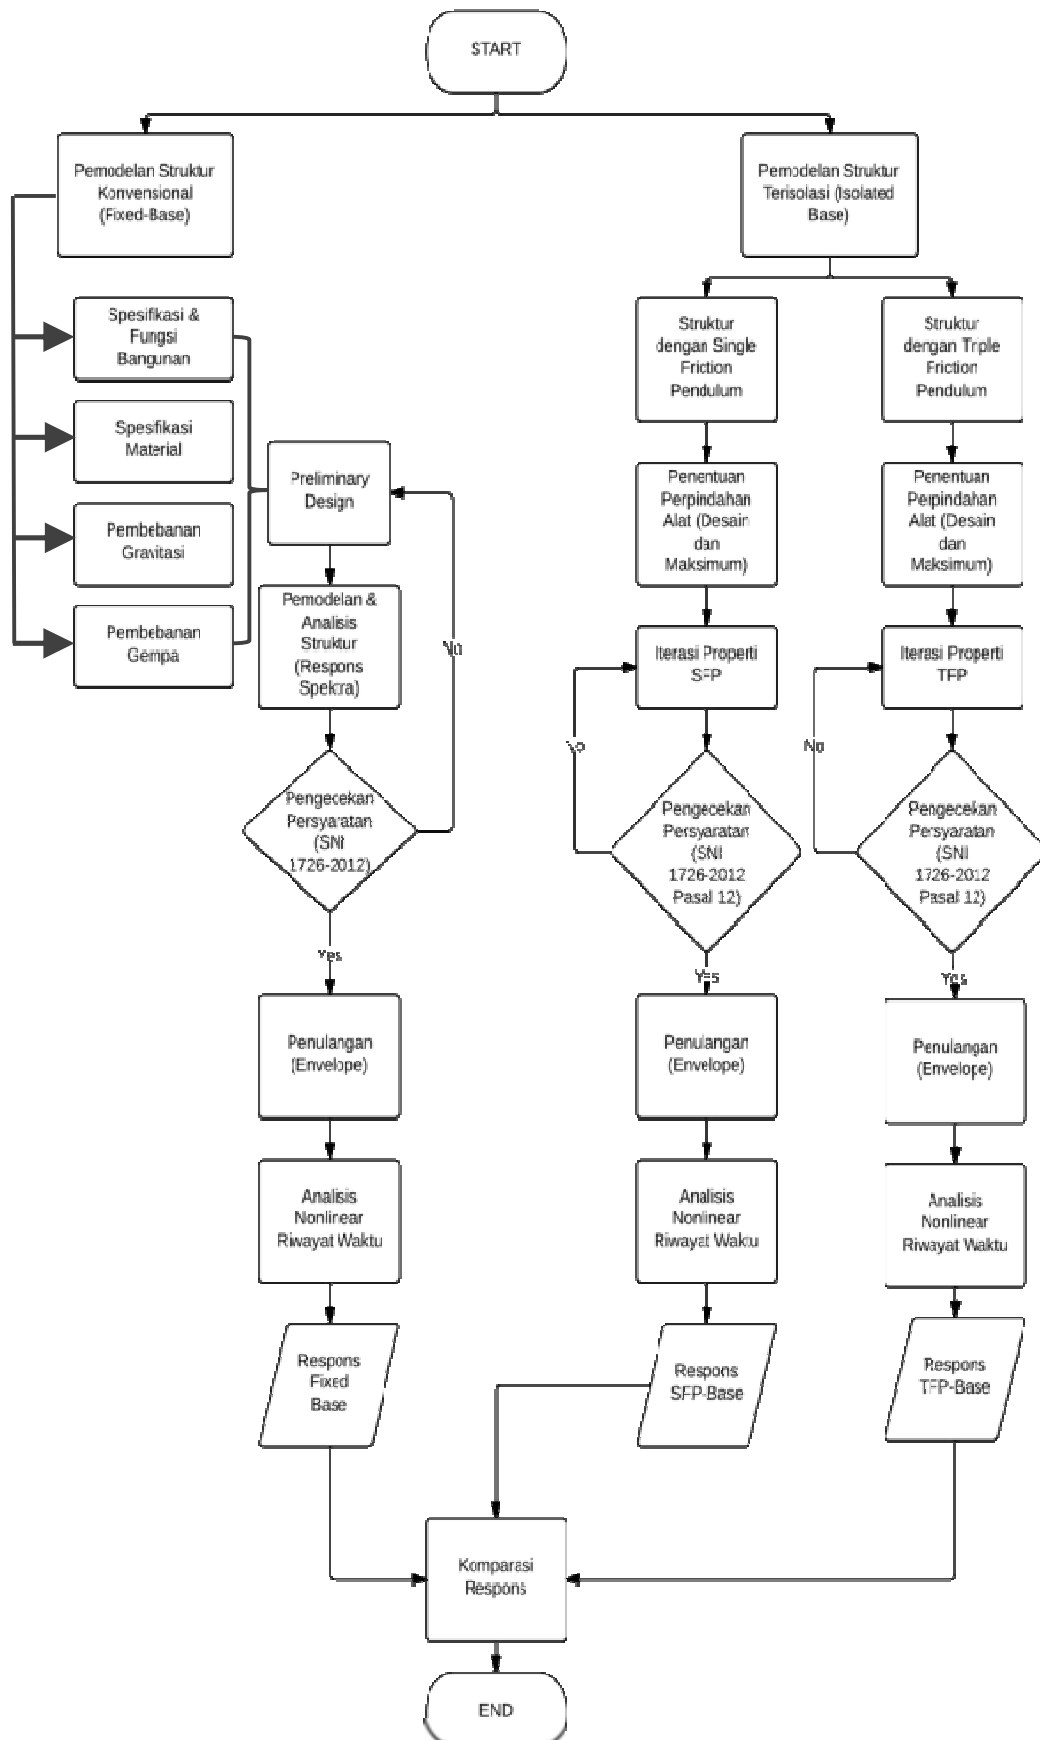 START
Pemodelan Struktur
Konvensional
(Fixed-Base)
Pemodelan Struktur
Terisolasi (Isolated
Base)
Spesifikasi &
Fungsi
Bangunan
Spesifikasi
Material
Pembebanan
Gravitasi
Pembebanan
Gempa
Preliminary
Design
Pemodelan &
Analisis
Struktur
(Respons
Spektra)
No
Pengecekan
Persyaratan
(SNI
1726-2012)
Yes
Penulangan
(Envelope)
Analisis
Nonlinear
Riwayat Waktu
Respons
Fixed
Base
Struktur
dengan Single
Friction
Pendulum
Penentuan
Perpindahan
Alat (Desain
dan
Maksimum)
Iterasi Properti
SFP
No
Pengecekan
Persyaratan
(SNI
1726-2012
Pasal 12)
Yes
Penulangan
(Envelope)
Analisis
Nonlinear
Riwayat Waktu
Respons
SFP-Base
Struktur
dengan Triple
Friction
Pendulum
Penentuan
Perpindahan
Alat (Desain
dan
Maksimum)
Iterasi Properti
TFP
No
Pengecekan
Persyaratan
(SNI
1726-2012
Pasal 12)
Yes
Penulangan
(Envelope)
Analisis
Nonlinear
Riwayat Waktu
Respons
TFP-Base
Komparasi
Respons
END